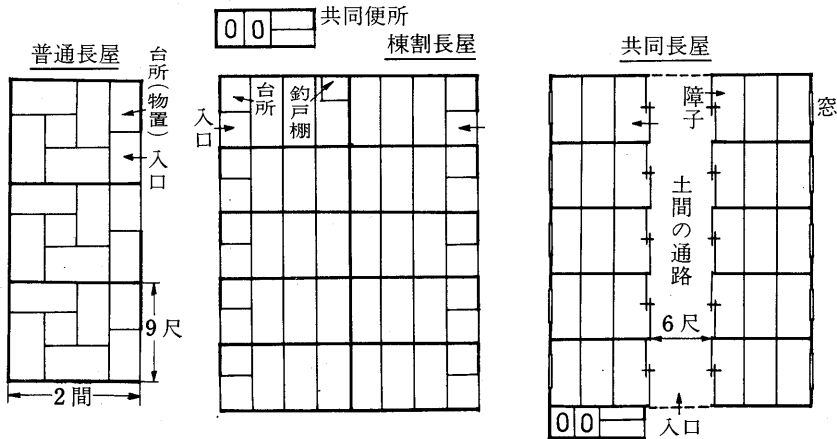 普通長屋
台所(物置)
入口
9尺
2間
共同便所
棟割長屋
台所
入口
釣戸棚
共同長屋
障子
窓
土間の通路
6尺
入口